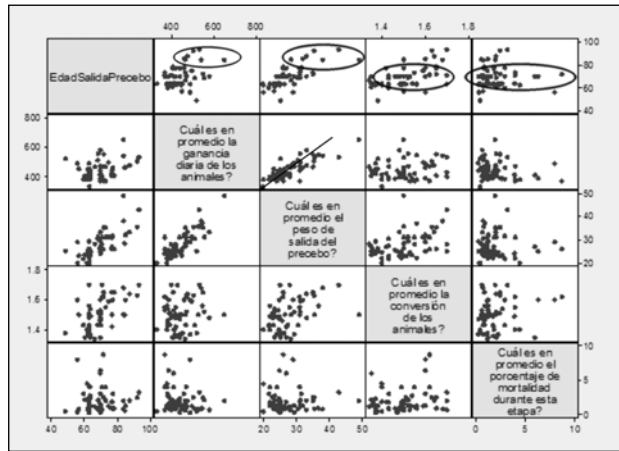 400 600 800 1.4 1.6 1.8
EdadSalidaPrecebo
100
80
60
40
800
600
400
Cuál es en
promedio la
ganancia
diaria de los
animales?
Cuál es en
promedio el
peso de
salida del
precebo?
50
40
30
20
1.8
1.6
1.4
Cuál es en
promedio la
conversión
de los
animales?
Cuál es en
promedio el
porcentaje de
mortalidad
durante esta
etapa?
10
5
0
40 60 80 100 20 30 40 50 0 5 10